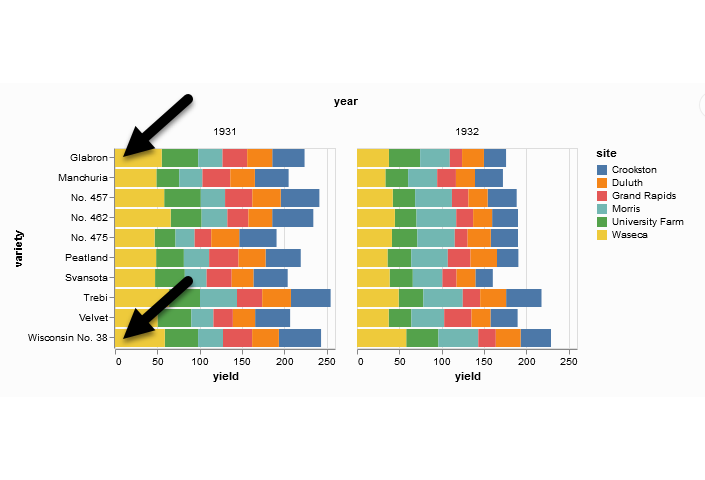 year
1931
1932
variety
Glabron
Manchuria
No. 457
No. 462
No. 475
Peatland
Svansota
Trebi
Velvet
Wisconsin No. 38
0 50 100 150 200 250
yield
0 50 100 150 200 250
yield
site
Crookston
Duluth
Grand Rapids
Morris
University Farm
Waseca